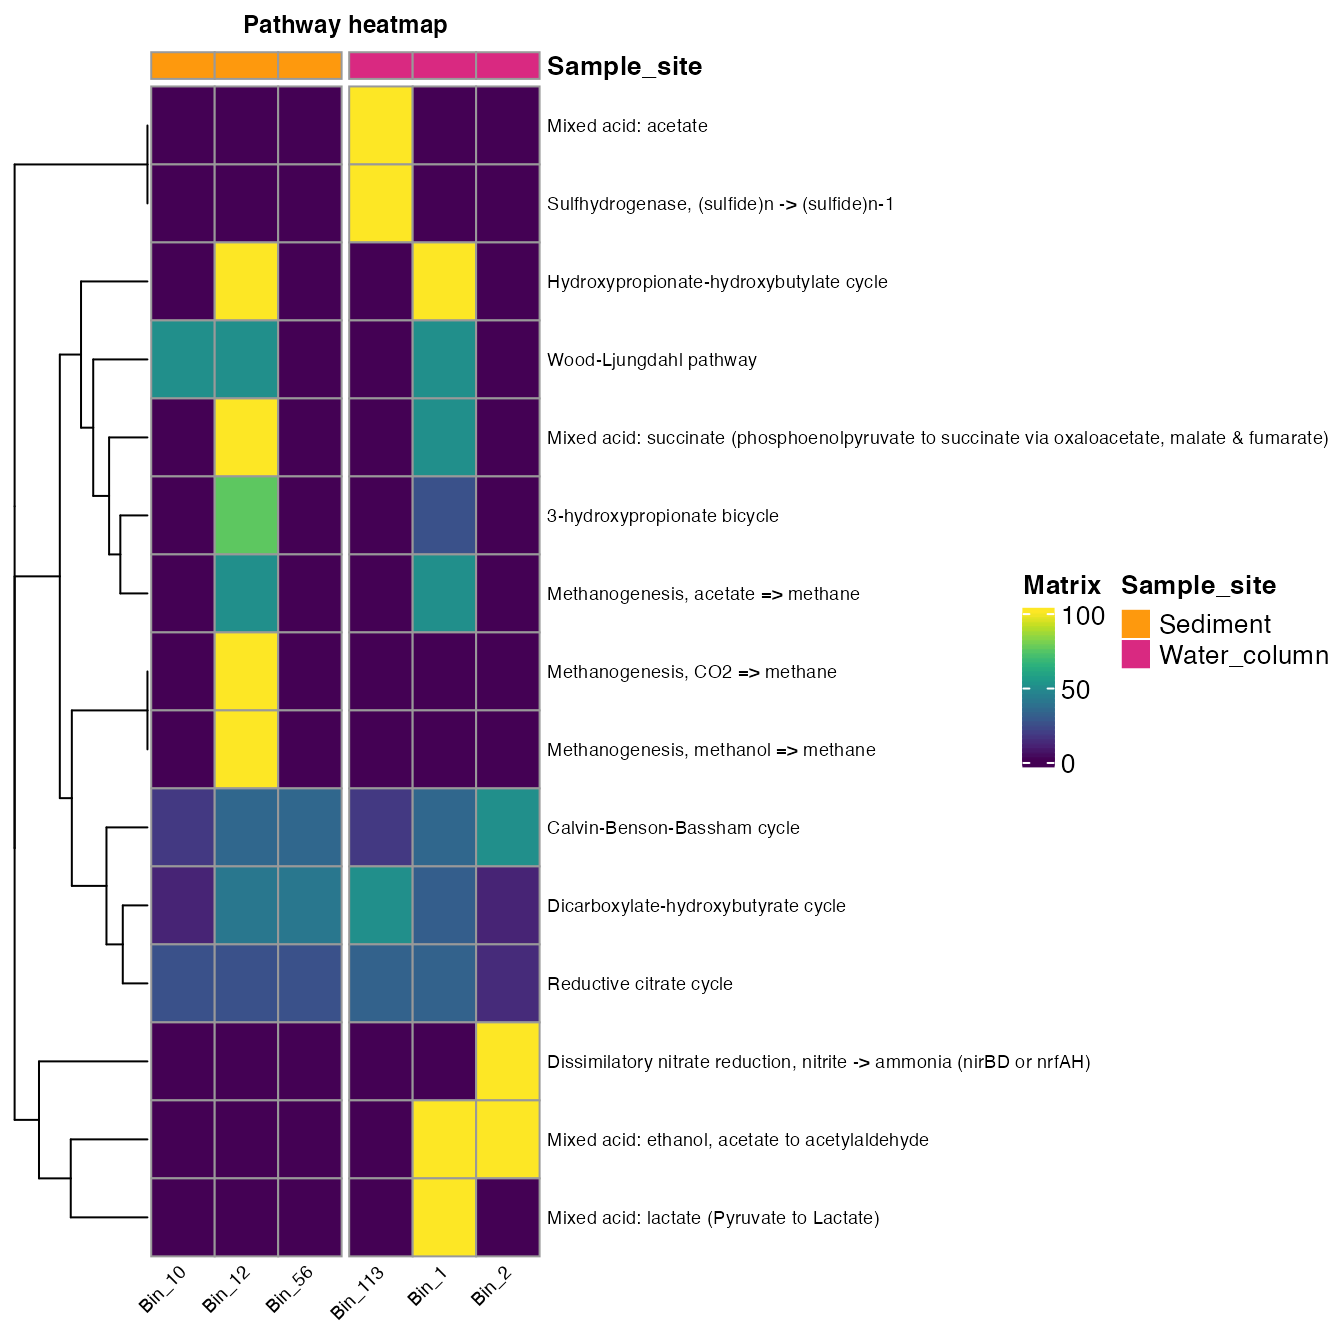 Pathway heatmap
Sample_site
Mixed acid: acetate
Sulfhydrogenase, (sulfide)n -> (sulfide)n-1
Hydroxypropionate-hydroxybutylate cycle
Wood-Ljungdahl pathway
Mixed acid: succinate (phosphoenolpyruvate to succinate via oxaloacetate, malate & fumarate)
3-hydroxypropionate bicycle
Methanogenesis, acetate => methane
Methanogenesis, CO2 => methane
Methanogenesis, methanol => methane
Calvin-Benson-Bassham cycle
Dicarboxylate-hydroxybutyrate cycle
Reductive citrate cycle
Dissimilatory nitrate reduction, nitrite -> ammonia (nirBD or nrfAH)
Mixed acid: ethanol, acetate to acetylaldehyde
Mixed acid: lactate (Pyruvate to Lactate)
Bin_10
Bin_12
Bin_56
Bin_113
Bin_1
Bin_2
Matrix
100
50
0
Sample_site
Sediment
Water_column